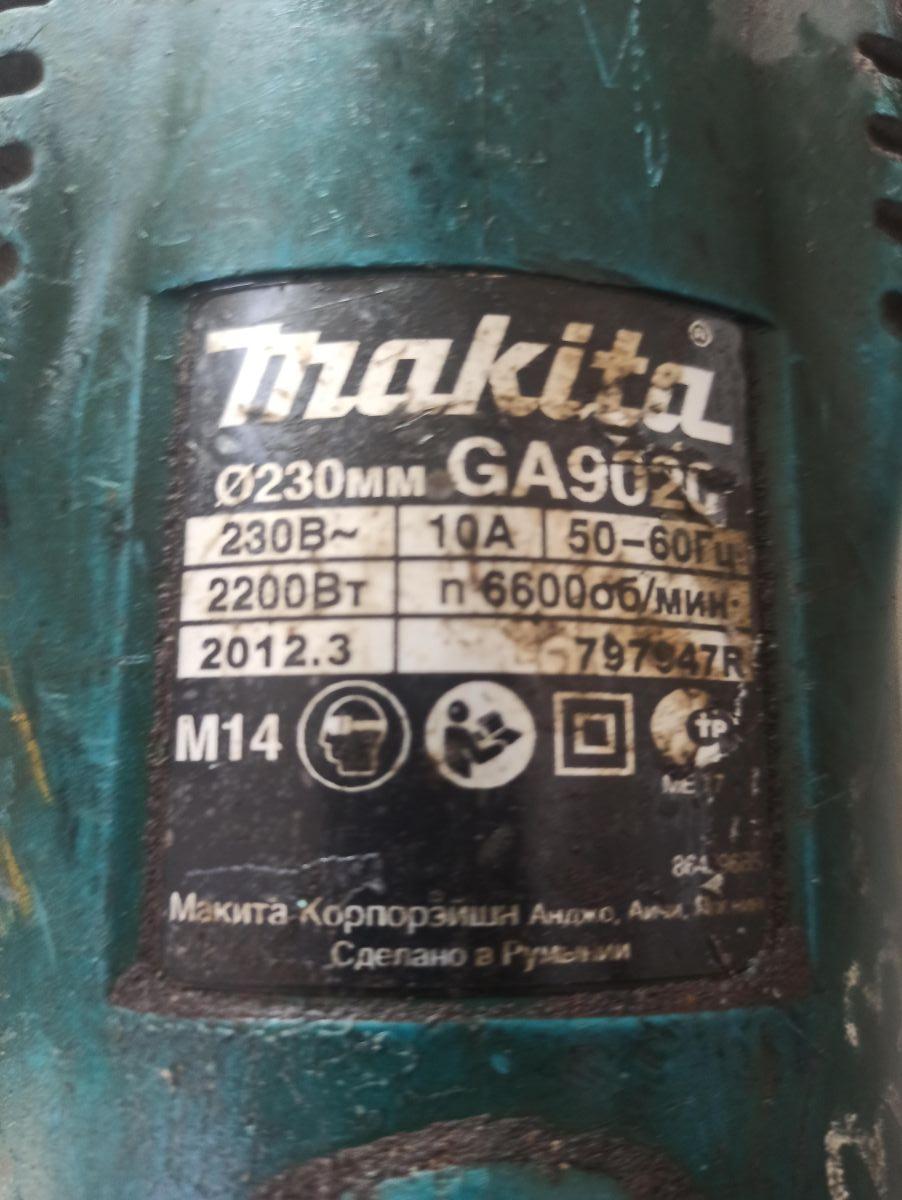 makita®
Ø230мм GA9020
230В~ 10А 50-60Гц
2200Вт n 6600об/мин.
2012.3 797947R
M14
ME
Макита Корпорэйшн Анджо, Аичи,
Сделано в Румынии